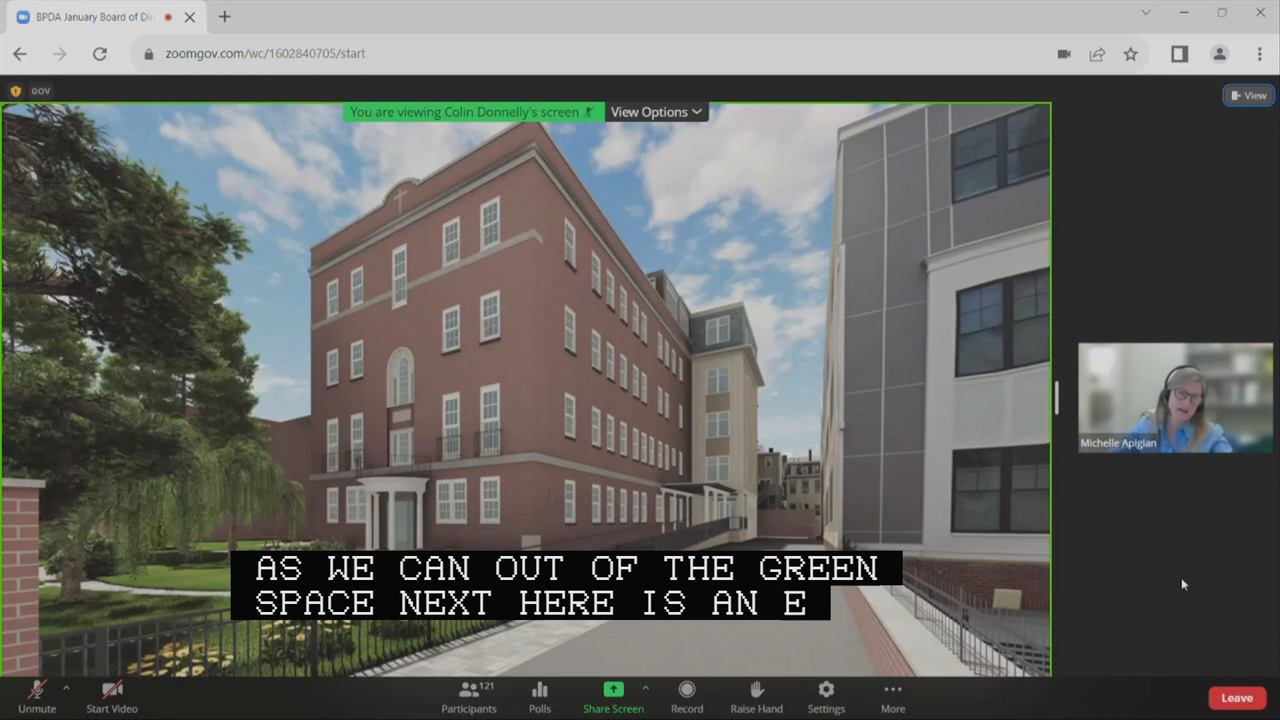 BPDA January Board of Dir
zoomgov.com/wc/1602840705/start
GOV
View
You are viewing Colin Donnelly's screen
View Options
Michelle Apigian
AS WE CAN OUT OF THE GREEN
SPACE NEXT HERE IS AN E
Unmute
Start Video
121
Participants
Polls
Share Screen
Record
Raise Hand
Settings
More
Leave